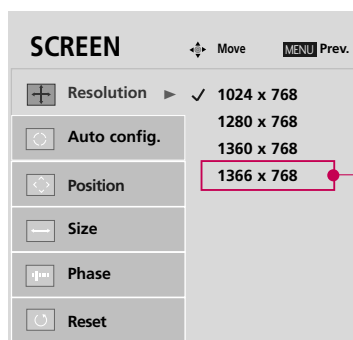 SCREEN Move MENU Prev.
Resolution ✓ 1024 x 768
1280 x 768
Auto config.
1360 x 768
1366 x 768
Position
Size
Phase
Reset